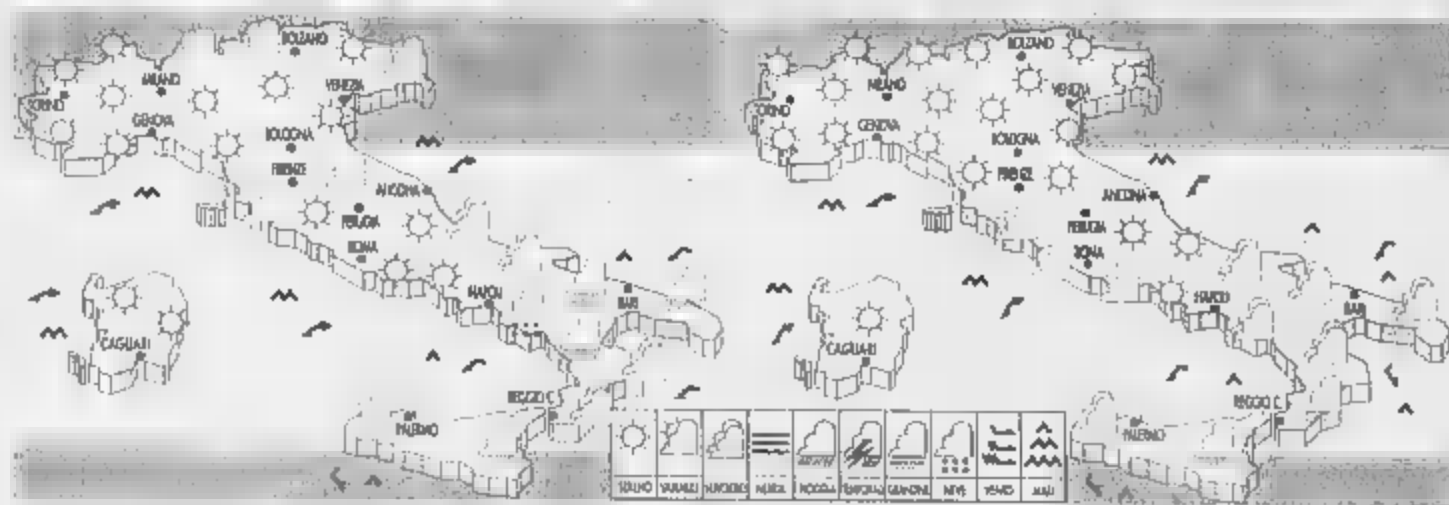 BOLZANO
MILANO
VENEZIA
TORINO
GENOVA
BOLOGNA
FIRENZE
ANCONA
PERUGIA
ROMA
NAPOLI
BARI
CAGLIARI
REGGIO C.
PALERMO
BOLZANO
MILANO
VENEZIA
TORINO
GENOVA
BOLOGNA
FIRENZE
ANCONA
PERUGIA
ROMA
NAPOLI
BARI
CAGLIARI
REGGIO C.
PALERMO
SERENO VARIABILE NUVOLOSO NEBBIA PIOGGIA TEMPORALE GRANDINE NEVE VENTO MARI